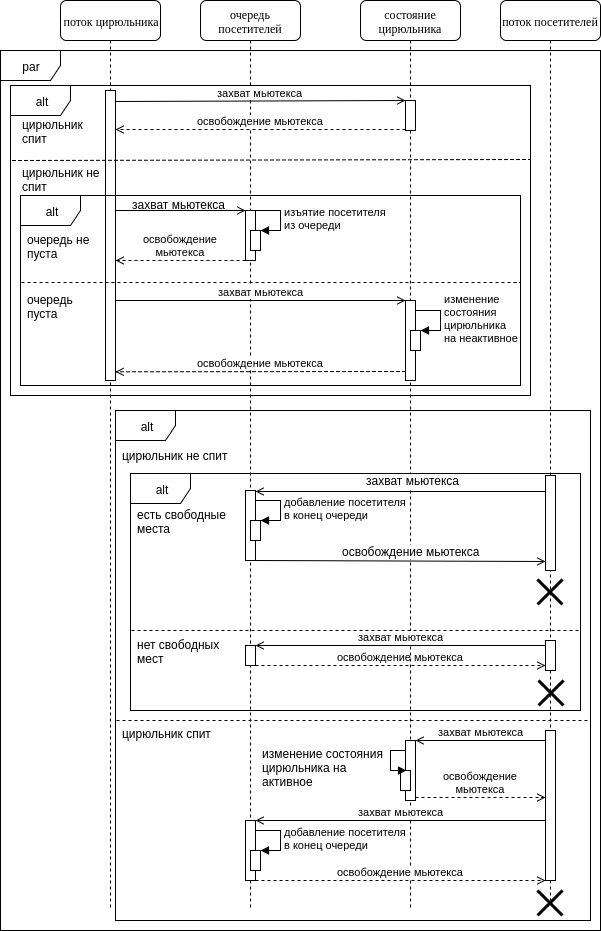 поток цирюльника
очередь
посетителей
состояние
цирюльника
поток посетителей
par
alt
захват мьютекса
цирюльник
спит
освобождение мьютекса
цирюльник не
спит
alt
захват мьютекса
изъятие посетителя
из очереди
очередь не
пуста
освобождение
мьютекса
очередь
пуста
захват мьютекса
изменение
состояния
цирюльника
на неактивное
освобождение мьютекса
alt
цирюльник не спит
alt
захват мьютекса
есть свободные
места
добавление посетителя
в конец очереди
освобождение мьютекса
нет свободных
мест
захват мьютекса
освобождение мьютекса
цирюльник спит
захват мьютекса
изменение состояния
цирюльника на
активное
освобождение
мьютекса
захват мьютекса
добавление посетителя
в конец очереди
освобождение мьютекса